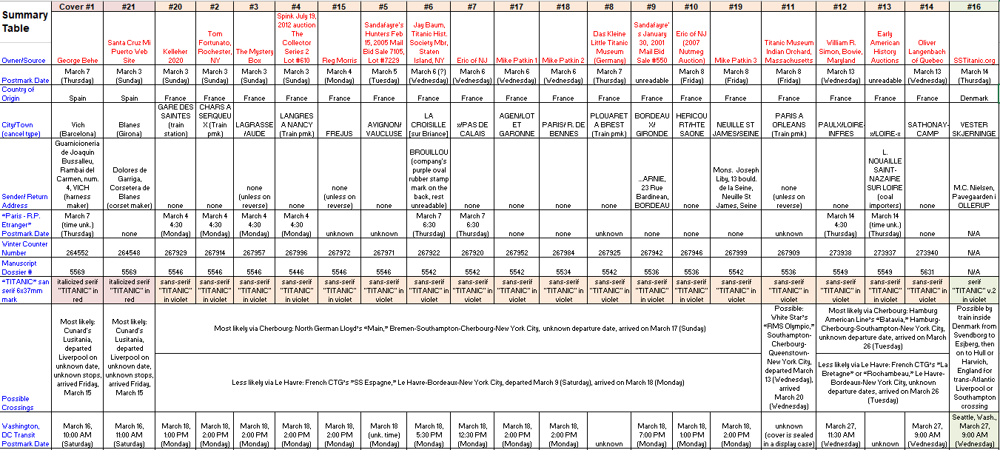 Summary
Table
Cover #1 #21 #20 #2 #3 #4 #15 #5 #6 #7 #17 #18 #8 #9 #10 #19 #11 #12 #13 #14 #16
Owner/Source
George Behe
Santa Cruz Mi
Puerto Web
Site
Kelleher
2020
Tom
Fortunato,
Rochester,
NY
The Mystery
Box
Spink July 19,
2012 auction
The
Collector
Series 2
Lot #610
Reg Morris
Sandafayre's
Hunters Feb
15, 2005 Mail
Bid Sale 7105,
Lot #7229
Jay Baum,
Titanic Hist.
Society Mbr,
Staten
Island, NY
Eric of NJ
Mike Patkin 1
Mike Patkin 2
Das Kleine
Little Titanic
Museum
(Germany)
Sandafayre'
s January
30, 2001
Mail Bid
Sale #550
Eric of NJ
(2007
Nutmeg
Auction)
Mike Patkin 3
Titanic Museum
Indian Orchard,
Massachusetts
William R.
Simon, Bowie,
Maryland
Early
American
History
Auctions
Oliver
Langenbach
of Quebec
SSTitanic.org
Postmark Date
March 7
(Thursday)
March 3
(Sunday)
March 3
(Sunday)
March 3
(Sunday)
March 3
(Sunday)
March 3
(Sunday)
March 4
(Monday)
March 5
(Tuesday)
March 6 (?)
(Wednesday)
March 6
(Wednesday)
March 6
(Wednesday)
March 6
(Wednesday)
March 7
(Thursday)
unreadable
March 8
(Friday)
March 8
(Friday)
March 8
(Friday)
March 13
(Wednesday)
unreadable
March 13
(Wednesday)
March 14
(Thursday)
Country of
Origin
Spain Spain France France France France France France France France France France France France France France France France France France Denmark
City/Town
(cancel type)
Vich
(Barcelona)
Blanes
(Girona)
GARE DES
SAINTES
(train
station)
CHARS A
SERQUEU
X (Train
pmk)
LAGRASSE
/AUDE
LANGRES
A NANCY
(Train pmk)
FREJUS
AVIGNON/
VAUCLUSE
LA
CROISILLE
[sur Briance]
x/PAS DE
CALAIS
AGEN/LOT
ET
GARONNE
PARIS/ R. DE
BENNES
PLOUARET
A BREST
(Train pmk)
BORDEAU
X/
GIRONDE
HERICOU
RT/HTE
SAONE
NEUILLE ST
JAMES/SEINE
PARIS A
ORLEANS
(Train pmk)
PAULX/LOIRE-
INFRES
x/LOIRE-x
SATHONAY-
CAMP
VESTER
SKJERNINGE
Sender/ Return
Address
Guarnicioneria
de Joaquin
Bussalleu,
Rambai del
Carmen, num.
4, VICH
(harness
maker)
Dolores de
Garriga,
Corsetera de
Blanes
(corset maker)
none
none
none
(unless on
reverse)
none
none
(unless on
reverse)
none
BROUILLOU
(company's
purple oval
rubber stamp
mark on the
back, rest
unreadable)
none
none
none
none
...ARNIE,
23 Rue
Bardinean,
BORDEAU
none
Mons. Joseph
Liby, 13 bould.
de la Seine,
Neuille St
James, Seine
none
(unless on
reverse)
none
L.
NOUAILLE
SAINT-
NAZAIRE
SUR LOIRE
(coal
importers)
none
M.C. Nielsen,
Pavegaarden i
OLLERUP
"Paris - R.P.
Etranger"
Postmark Date
March 7
(time unk.)
(Thursday)
none
March 4
4:30
(Monday)
March 4
4:30
(Monday)
March 4
4:30
(Monday)
March 4
4:30
(Monday)
unknown
unknown
March 7
6:30
(Thursday)
March 7
6:30
(Thursday)
none
none
unknown
none
none
none
unknown
March 14
4:30
(Thursday)
March 14
(time unk.)
(Thursday)
none
N/A
Winter Counter
Number
264552 264548 267929 267914 267957 267996 267972 267984 267922 267920 267952 267966 267925 267942 267946 267999 267909 273938 273937 273940 N/A
Manuscript
Dossier #
5569 5569 5546 5546 5546 5446 5546 5546 5542 5542 5542 5534 5536 5536 5536 5542 5536 5549 5549 5631 N/A
"TITANIC" san
serif 6x37mm
mark
italicized serif
"TITANIC" in
red
italicized serif
"TITANIC" in
red
sans-serif
"TITANIC"
in violet
sans-serif
"TITANIC"
in violet
sans-serif
"TITANIC"
in violet
sans-serif
"TITANIC"
in violet
sans-serif
"TITANIC"
in violet
sans-serif
"TITANIC"
in violet
sans-serif
"TITANIC"
in violet
sans-serif
"TITANIC"
in violet
sans-serif
"TITANIC"
in violet
sans-serif
"TITANIC"
in violet
sans-serif
"TITANIC"
in violet
sans-serif
"TITANIC"
in violet
sans-serif
"TITANIC"
in violet
sans-serif
"TITANIC"
in violet
sans-serif
"TITANIC" in
violet
sans-serif
"TITANIC" in
violet
sans-serif
"TITANIC"
in violet
sans-serif
"TITANIC"
in violet
serif
"TITANIC" v.2
in violet
Possible
Crossings
Most likely:
Cunard's
Lusitania,
departed
Liverpool on
unknown date,
unknown stops,
arrived Friday,
March 15
Most likely:
Cunard's
Lusitania,
departed
Liverpool on
unknown date,
unknown stops,
arrived Friday,
March 15
Most likely via Cherbourg: North German Lloyd's "Main," Bremen-Southampton-Cherbourg-New York City, unknown departure date, arrived on March 17 (Sunday)
Less likely via Le Havre: French CTG's "SS Espagne," Le Havre-Bordeaux-New York City, departed March 9 (Saturday), arrived on March 18 (Monday)
Possible:
White Star's
"RMS Olympic,"
Southampton-
Cherbourg-
Queenstown-
New York City,
departed March
13 (Wednesday),
arrived
March 20
(Wednesday)
Most likely via Cherbourg: Hamburg
American Line's "Batavia," Hamburg-
Cherbourg-Southampton-New York City,
unknown departure date, arrived on March
26 (Tuesday)
Less likely via Le Havre: French CTG's "La
Bretagne" or "Rochambeau," Le Havre-
Bordeaux-New York City, unknown
departure dates, arrived on March 26
(Tuesday)
Possible by
train inside
Denmark from
Svendborg to
Esjberg, then
on to Hull or
Harwich,
England for
trans-Atlantic
Liverpool or
Southampton
crossing
Washington,
DC Transit
Postmark Date
March 16,
10:00 AM
(Saturday)
March 16,
11:00 AM
(Saturday)
March 18,
1:00 PM
(Monday)
March 18,
2:00 PM
(Monday)
March 18,
2:00 PM
(Monday)
March 18,
2:00 PM
(Monday)
March 18,
2:00 PM
(Monday)
March 18
(unk. time)
(Monday)
March 18,
5:30 PM
(Monday)
March 18,
12:30 PM
(Monday)
March 18,
2:00 PM
(Monday)
March 18,
2:00 PM
(Monday)
unknown
March 18,
7:00 PM
(Monday)
March 18,
1:00 PM
(Monday)
March 18,
2:00 PM
(Monday)
unknown
(cover is sealed
in a display case)
March 27,
11:30 AM
(Wednesday)
unknown
March 27,
9:00 AM
(Wednesday)
Seattle, Wash.,
March 27,
9:00 AM
(Wednesday)